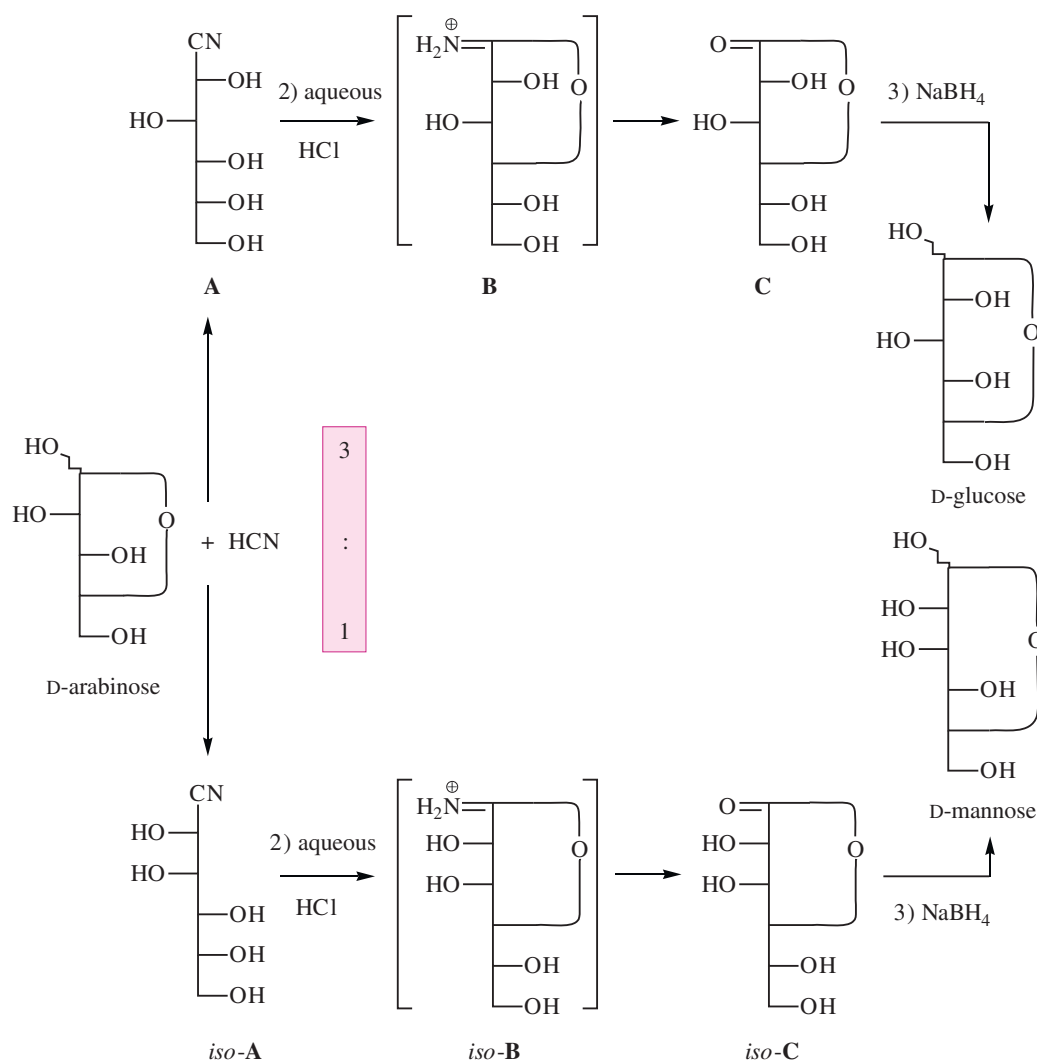 CN
OH
HO
OH
OH
OH
A
2) aqueous
HCl
⊕
H₂N
OH
O
HO
OH
OH
B
O
OH
O
HO
OH
OH
C
3) NaBH₄
HO
OH
HO
O
OH
OH
D-glucose
HO
HO
O
OH
OH
D-arabinose
+ HCN
3
:
1
HO
HO
HO
O
OH
OH
D-mannose
CN
HO
HO
OH
OH
OH
iso-A
2) aqueous
HCl
⊕
H₂N
HO
O
HO
OH
OH
iso-B
O
HO
O
HO
OH
OH
iso-C
3) NaBH₄